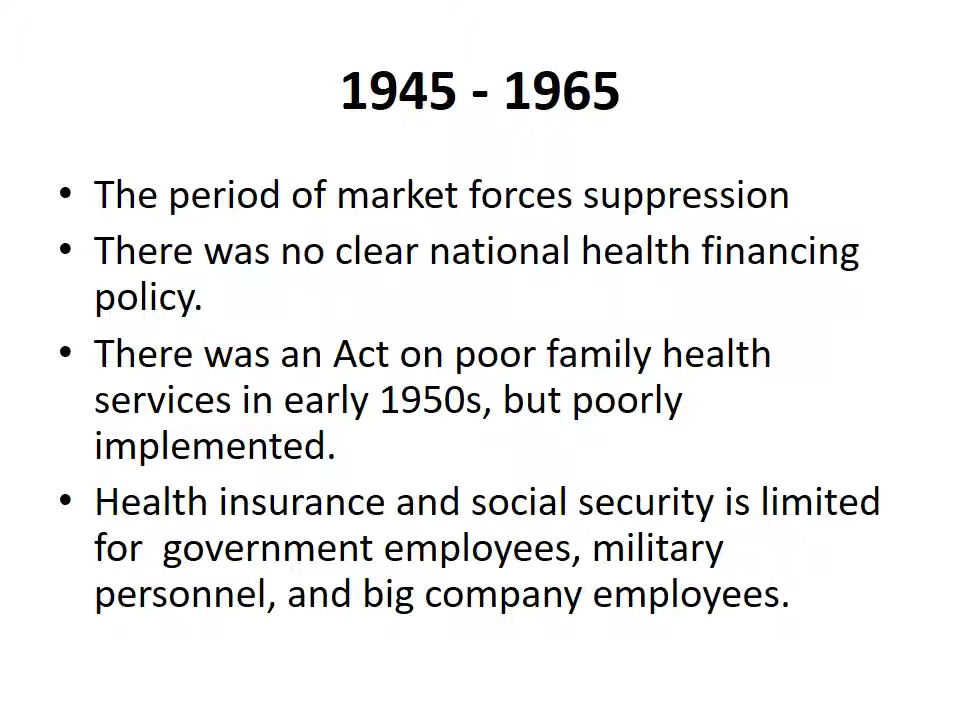 1945 - 1965
• The period of market forces suppression
• There was no clear national health financing
policy.
• There was an Act on poor family health
services in early 1950s, but poorly
implemented.
• Health insurance and social security is limited
for  government employees, military
personnel, and big company employees.